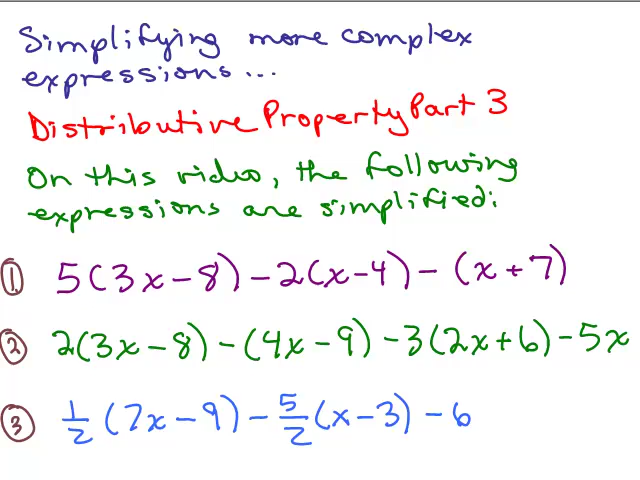 Simplifying more complex
expressions...
Distributive Property Part 3
On this video, the following
expressions are simplified:
① 5(3x-8)-2(x-4)-(x+7)
② 2(3x-8)-(4x-9)-3(2x+6)-5x
③ 1/2(7x-9)-5/2(x-3)-6